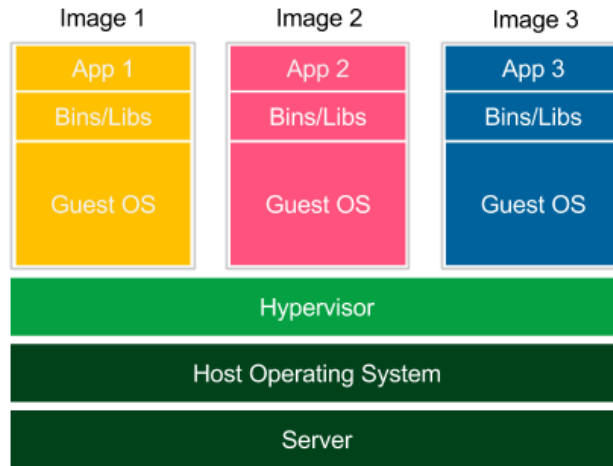 Image 1
Image 2
Image 3
App 1
App 2
App 3
Bins/Libs
Bins/Libs
Bins/Libs
Guest OS
Guest OS
Guest OS
Hypervisor
Host Operating System
Server